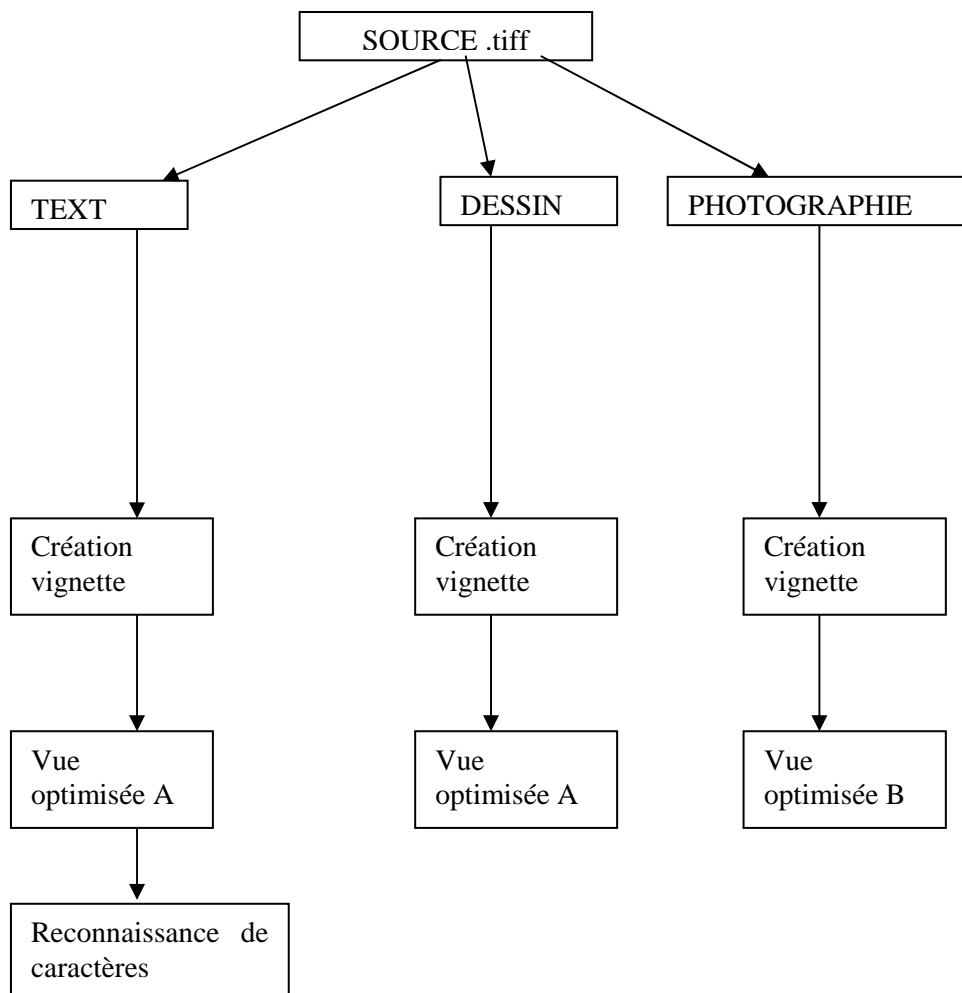 SOURCE .tiff
TEXT
DESSIN
PHOTOGRAPHIE
Création
vignette
Création
vignette
Création
vignette
Vue
optimisée A
Vue
optimisée A
Vue
optimisée B
Reconnaissance de
caractères